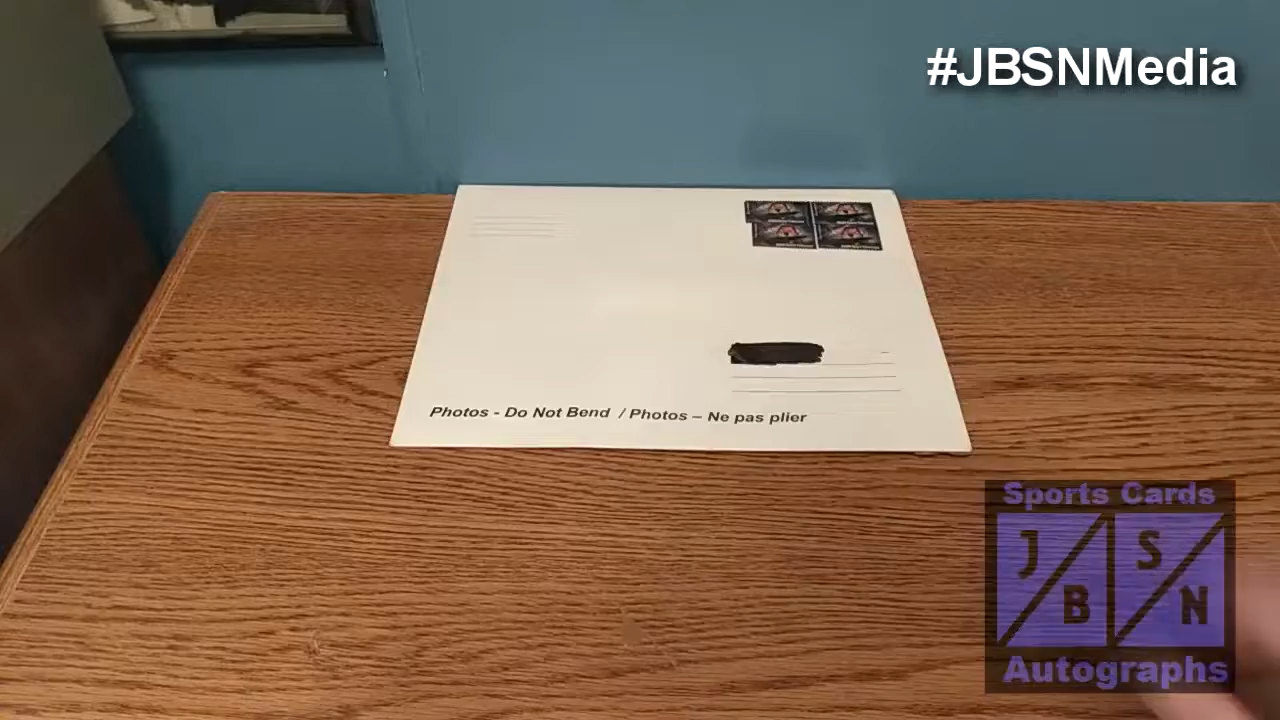 #JBSNMedia
Photos - Do Not Bend / Photos – Ne pas plier
Sports Cards
J S
B N
Autographs